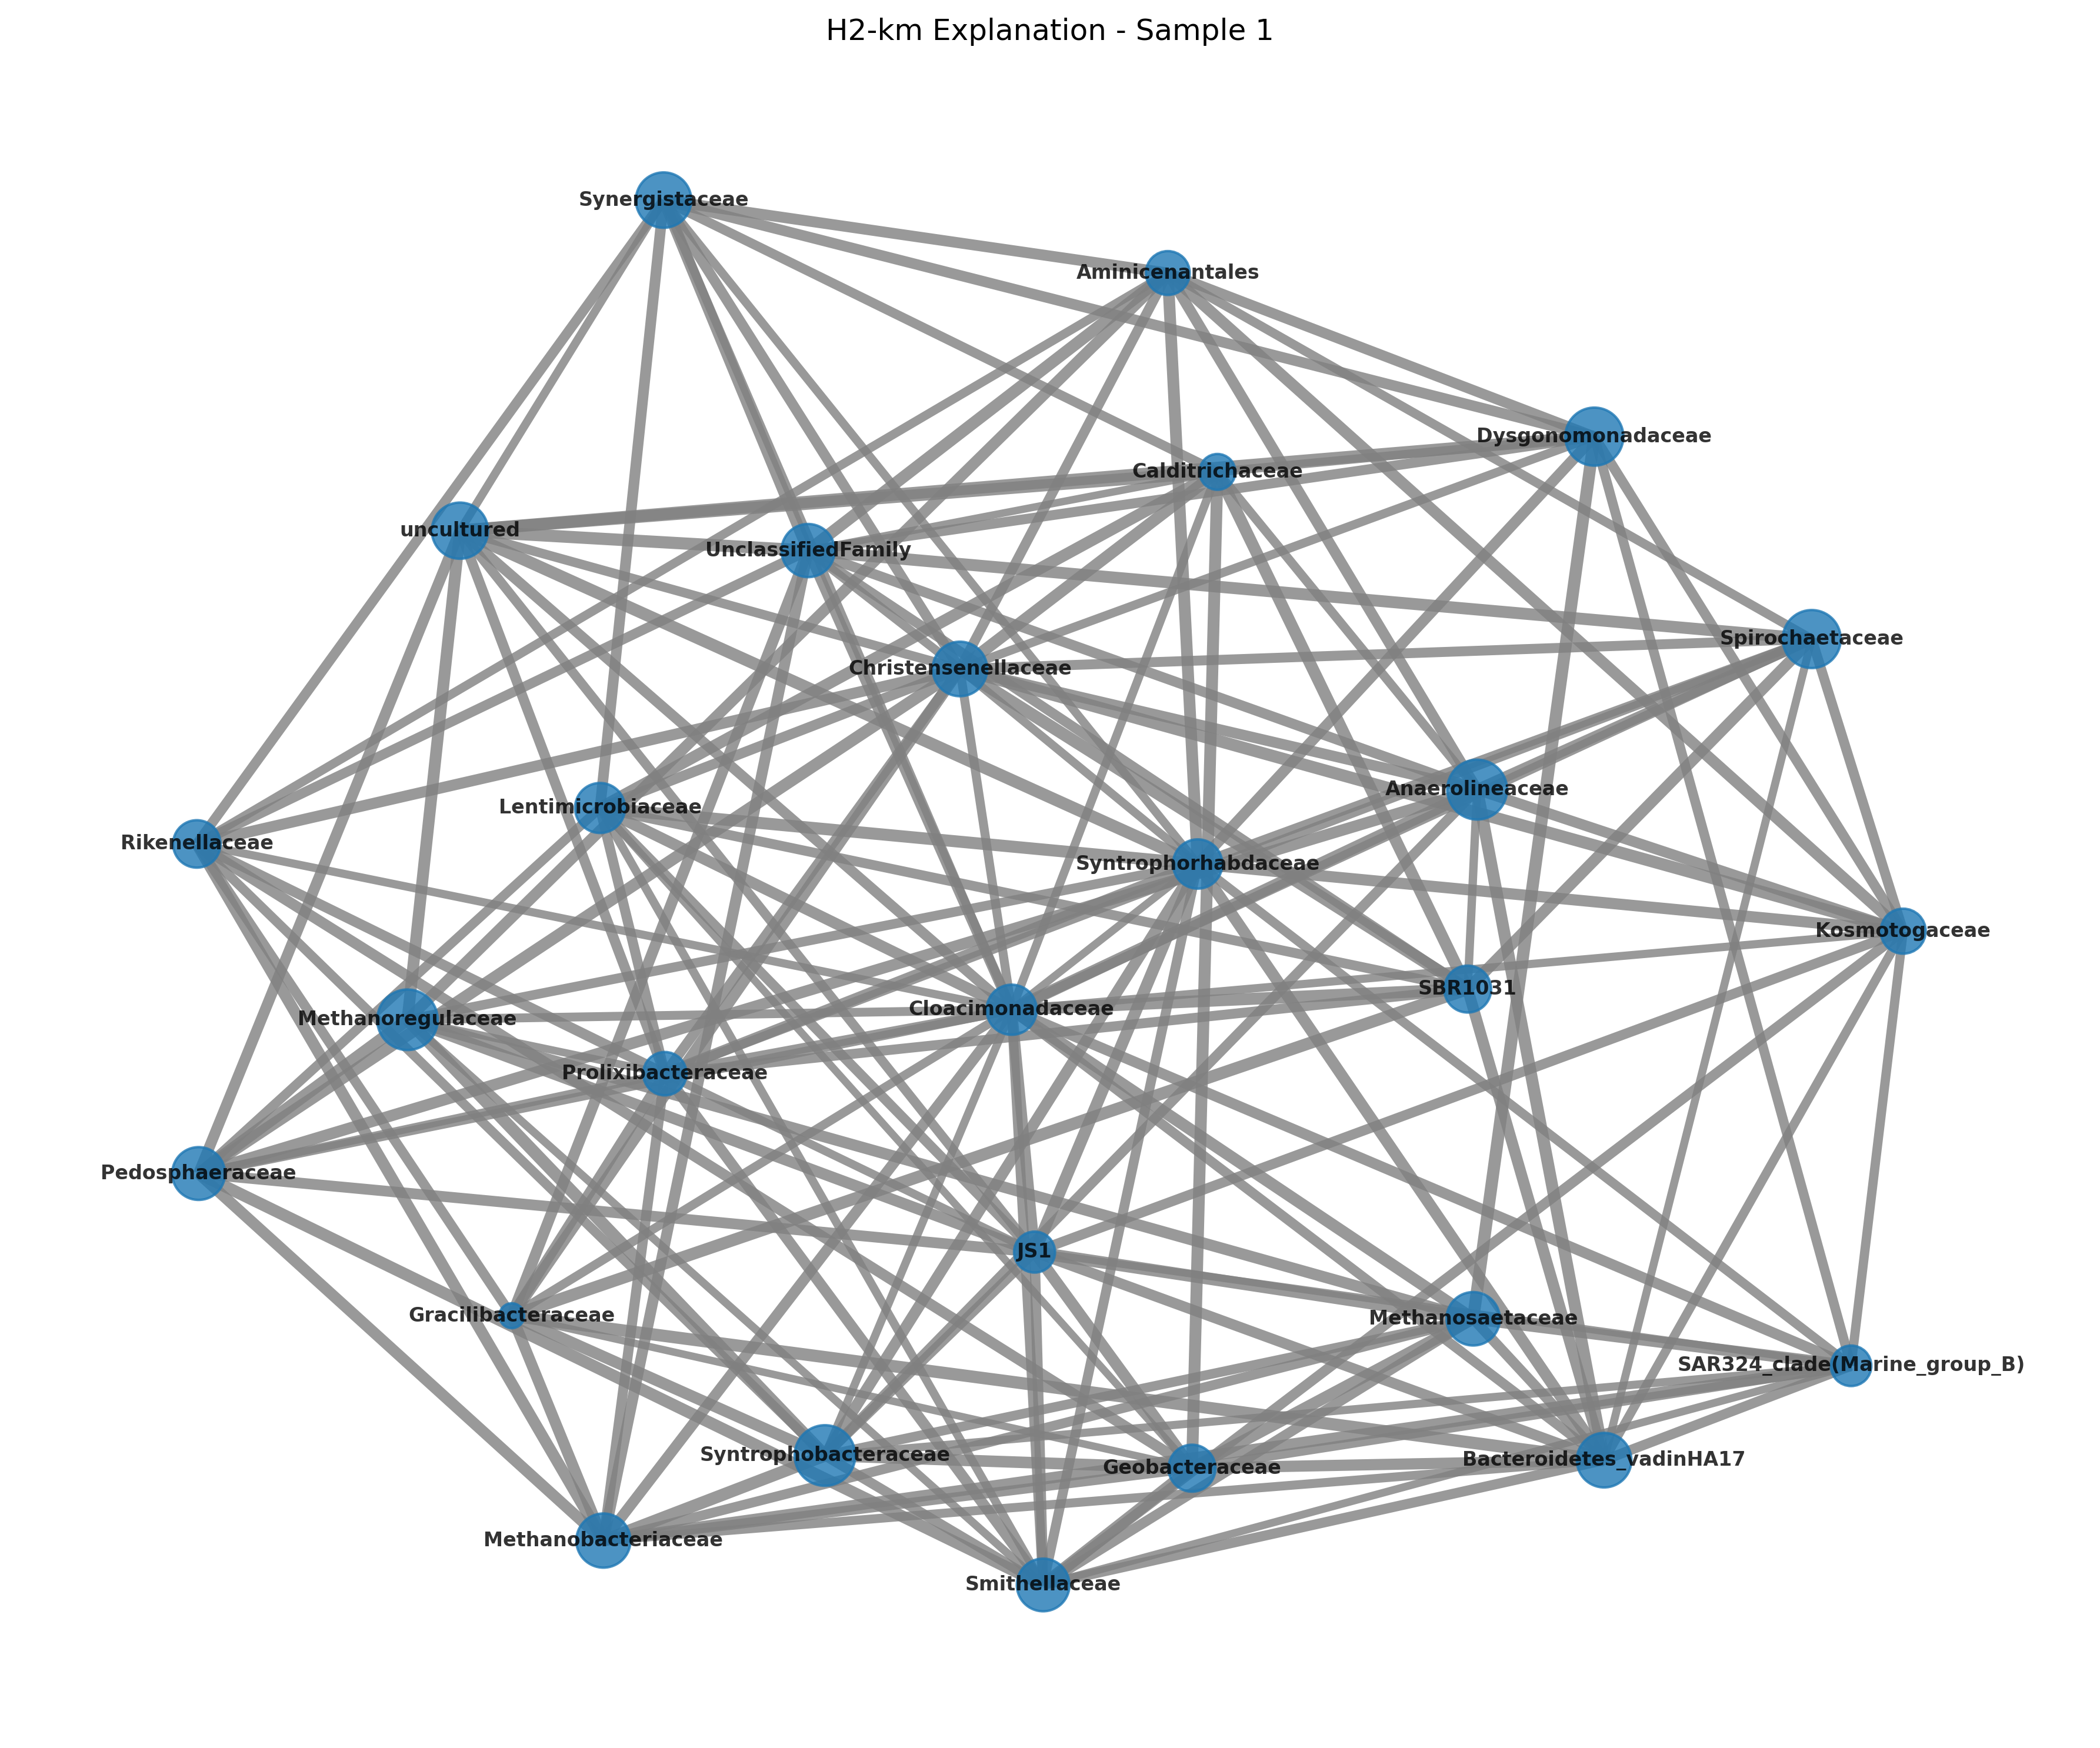 H2-km Explanation - Sample 1
Synergistaceae
Aminicenantales
Dysgonomonadaceae
Calditrichaceae
uncultured
UnclassifiedFamily
Spirochaetaceae
Christensenellaceae
Anaerolineaceae
Lentimicrobiaceae
Rikenellaceae
Syntrophorhabdaceae
Kosmotogaceae
SBR1031
Cloacimonadaceae
Methanoregulaceae
Prolixibacteraceae
Pedosphaeraceae
JS1
Gracilibacteraceae
Methanosaetaceae
SAR324_clade(Marine_group_B)
Syntrophobacteraceae
Bacteroidetes_vadinHA17
Geobacteraceae
Methanobacteriaceae
Smithellaceae